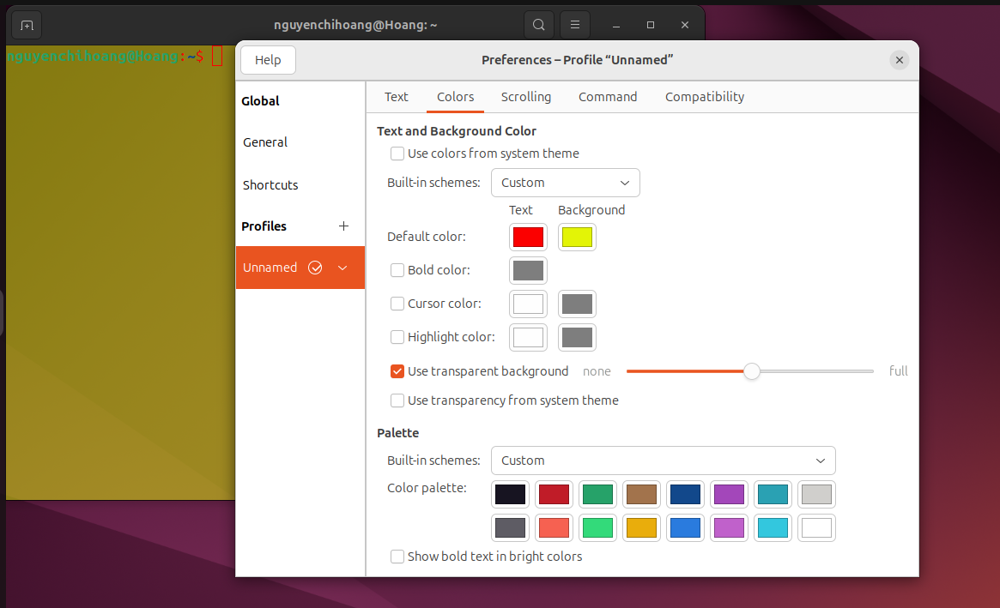 nguyenchihoang@Hoang: ~
nguyenchihoang@Hoang:~$
Help
Preferences – Profile “Unnamed”
Global
General
Shortcuts
Profiles
Unnamed
Text Colors Scrolling Command Compatibility
Text and Background Color
Use colors from system theme
Built-in schemes: Custom
Text Background
Default color:
Bold color:
Cursor color:
Highlight color:
Use transparent background none full
Use transparency from system theme
Palette
Built-in schemes: Custom
Color palette:
Show bold text in bright colors